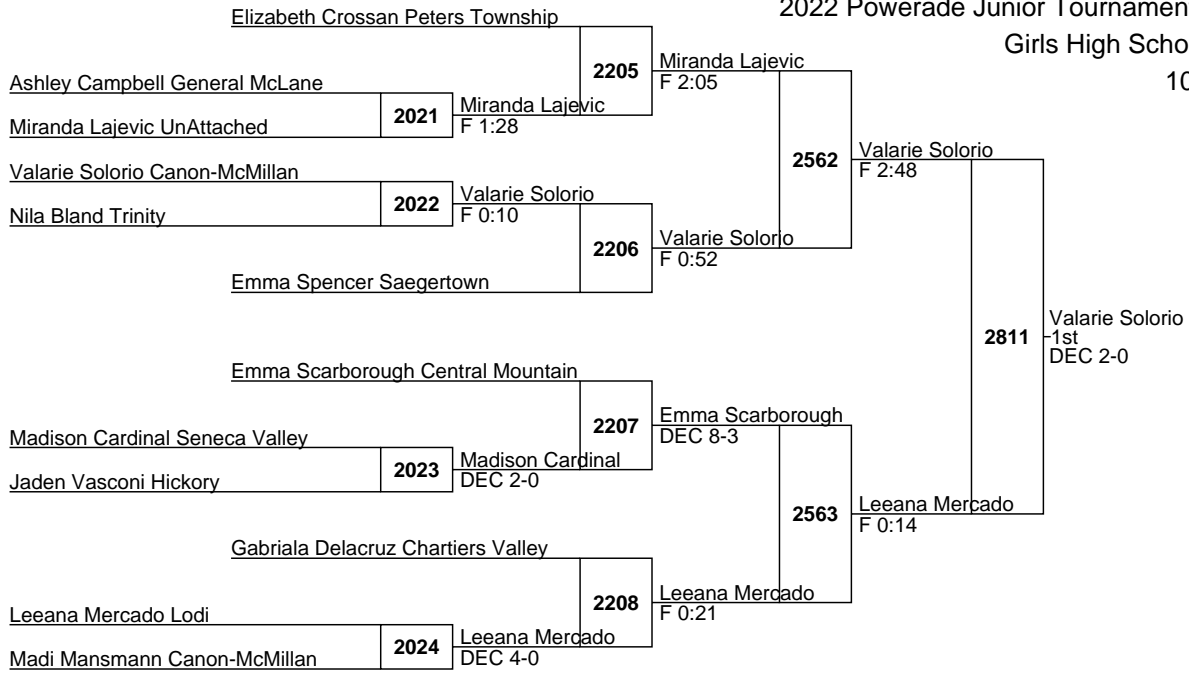 2022 Powerade Junior Tournamen
Girls High Scho
10
Elizabeth Crossan Peters Township
2205
Miranda Lajevic
F 2:05
Ashley Campbell General McLane
Miranda Lajevic UnAttached
2021
Miranda Lajevic
F 1:28
2562
Valarie Solorio
F 2:48
Valarie Solorio Canon-McMillan
Nila Bland Trinity
2022
Valarie Solorio
F 0:10
2206
Valarie Solorio
F 0:52
Emma Spencer Saegertown
2811
Valarie Solorio
1st
DEC 2-0
Emma Scarborough Central Mountain
2207
Emma Scarborough
DEC 8-3
Madison Cardinal Seneca Valley
Jaden Vasconi Hickory
2023
Madison Cardinal
DEC 2-0
2563
Leeana Mercado
F 0:14
Gabriala Delacruz Chartiers Valley
2208
Leeana Mercado
F 0:21
Leeana Mercado Lodi
Madi Mansmann Canon-McMillan
2024
Leeana Mercado
DEC 4-0